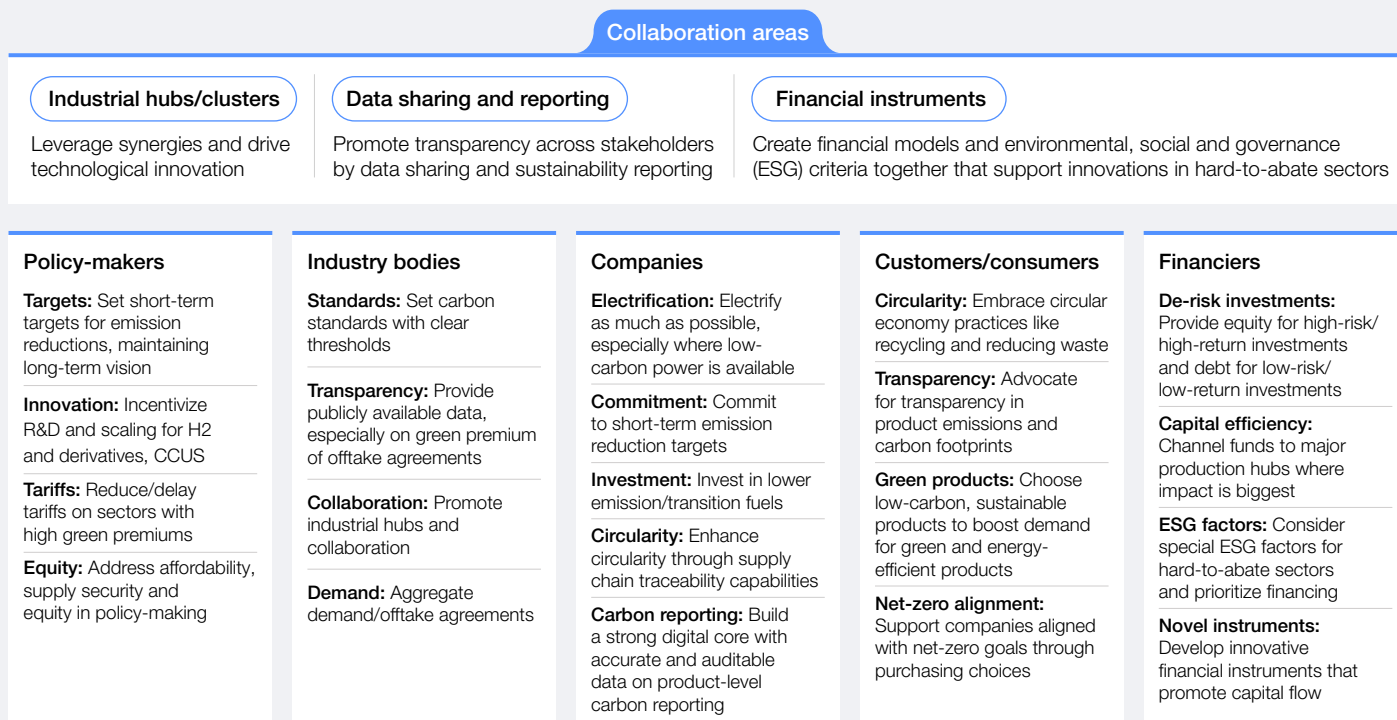 Collaboration areas
Industrial hubs/clusters
Leverage synergies and drive
technological innovation
Data sharing and reporting
Promote transparency across stakeholders
by data sharing and sustainability reporting
Financial instruments
Create financial models and environmental, social and governance
(ESG) criteria together that support innovations in hard-to-abate sectors
Policy-makers
Targets: Set short-term
targets for emission
reductions, maintaining
long-term vision
Innovation: Incentivize
R&D and scaling for H2
and derivatives, CCUS
Tariffs: Reduce/delay
tariffs on sectors with
high green premiums
Equity: Address affordability,
supply security and
equity in policy-making
Industry bodies
Standards: Set carbon
standards with clear
thresholds
Transparency: Provide
publicly available data,
especially on green premium
of offtake agreements
Collaboration: Promote
industrial hubs and
collaboration
Demand: Aggregate
demand/offtake agreements
Companies
Electrification: Electrify
as much as possible,
especially where low-
carbon power is available
Commitment: Commit
to short-term emission
reduction targets
Investment: Invest in lower
emission/transition fuels
Circularity: Enhance
circularity through supply
chain traceability capabilities
Carbon reporting: Build
a strong digital core with
accurate and auditable
data on product-level
carbon reporting
Customers/consumers
Circularity: Embrace circular
economy practices like
recycling and reducing waste
Transparency: Advocate
for transparency in
product emissions and
carbon footprints
Green products: Choose
low-carbon, sustainable
products to boost demand
for green and energy-
efficient products
Net-zero alignment:
Support companies aligned
with net-zero goals through
purchasing choices
Financiers
De-risk investments:
Provide equity for high-risk/
high-return investments
and debt for low-risk/
low-return investments
Capital efficiency:
Channel funds to major
production hubs where
impact is biggest
ESG factors: Consider
special ESG factors for
hard-to-abate sectors
and prioritize financing
Novel instruments:
Develop innovative
financial instruments that
promote capital flow